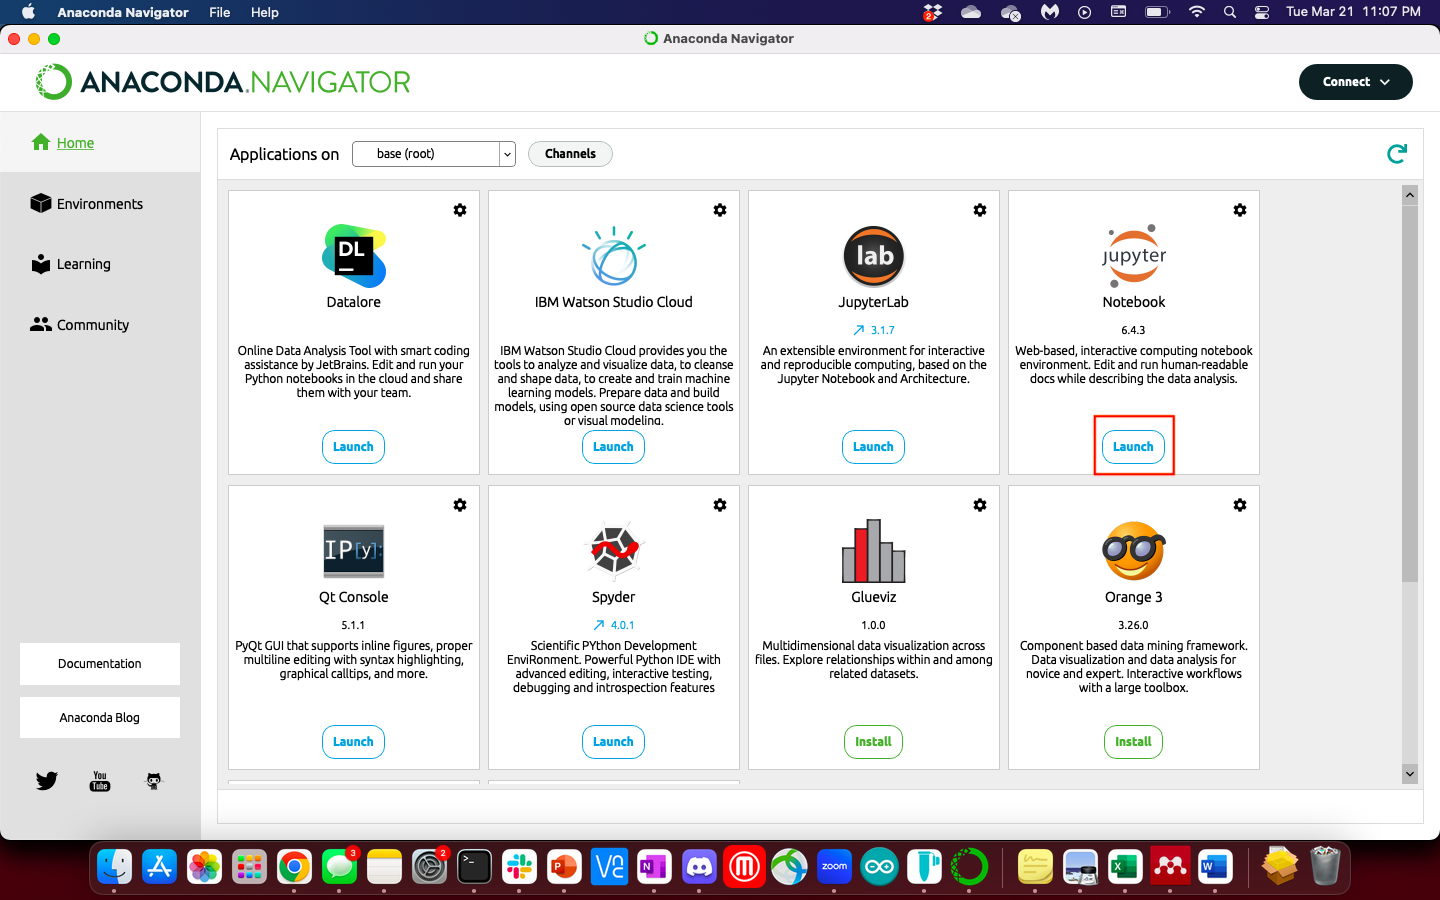 Anaconda Navigator File Help
2
Tue Mar 21 11:07 PM
Anaconda Navigator
ANACONDA.NAVIGATOR
Connect
Home
Environments
Learning
Community
Documentation
Anaconda Blog
You
Tube
Applications on base (root) Channels
DL
Datalore
Online Data Analysis Tool with smart coding
assistance by JetBrains. Edit and run your
Python notebooks in the cloud and share
them with your team.
Launch
IBM Watson Studio Cloud
IBM Watson Studio Cloud provides you the
tools to analyze and visualize data, to cleanse
and shape data, to create and train machine
learning models. Prepare data and build
models, using open source data science tools
or visual modeling.
Launch
lab
JupyterLab
3.1.7
An extensible environment for interactive
and reproducible computing, based on the
Jupyter Notebook and Architecture.
Launch
jupyter
Notebook
6.4.3
Web-based, interactive computing notebook
environment. Edit and run human-readable
docs while describing the data analysis.
Launch
IP[y]:
Qt Console
5.1.1
PyQt GUI that supports inline figures, proper
multiline editing with syntax highlighting,
graphical calltips, and more.
Launch
Spyder
4.0.1
Scientific PYthon Development
EnviRonment. Powerful Python IDE with
advanced editing, interactive testing,
debugging and introspection features
Launch
Glueviz
1.0.0
Multidimensional data visualization across
files. Explore relationships within and among
related datasets.
Install
Orange 3
3.26.0
Component based data mining framework.
Data visualization and data analysis for
novice and expert. Interactive workflows
with a large toolbox.
Install
3
2
>_
P
N
zoom
X
W